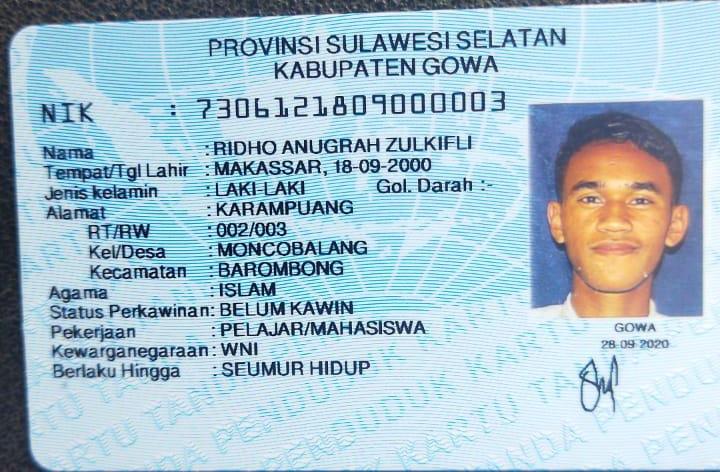 PROVINSI SULAWESI SELATAN
KABUPATEN GOWA
NIK : 7306121809000003
Nama : RIDHO ANUGRAH ZULKIFLI
Tempat/Tgl Lahir : MAKASSAR, 18-09-2000
Jenis kelamin : LAKI-LAKI Gol. Darah :-
Alamat : KARAMPUANG
RT/RW : 002/003
Kel/Desa : MONCOBALANG
Kecamatan : BAROMBONG
Agama : ISLAM
Status Perkawinan: BELUM KAWIN
Pekerjaan : PELAJAR/MAHASISWA
Kewarganegaraan: WNI
Berlaku Hingga : SEUMUR HIDUP
GOWA
28-09-2020